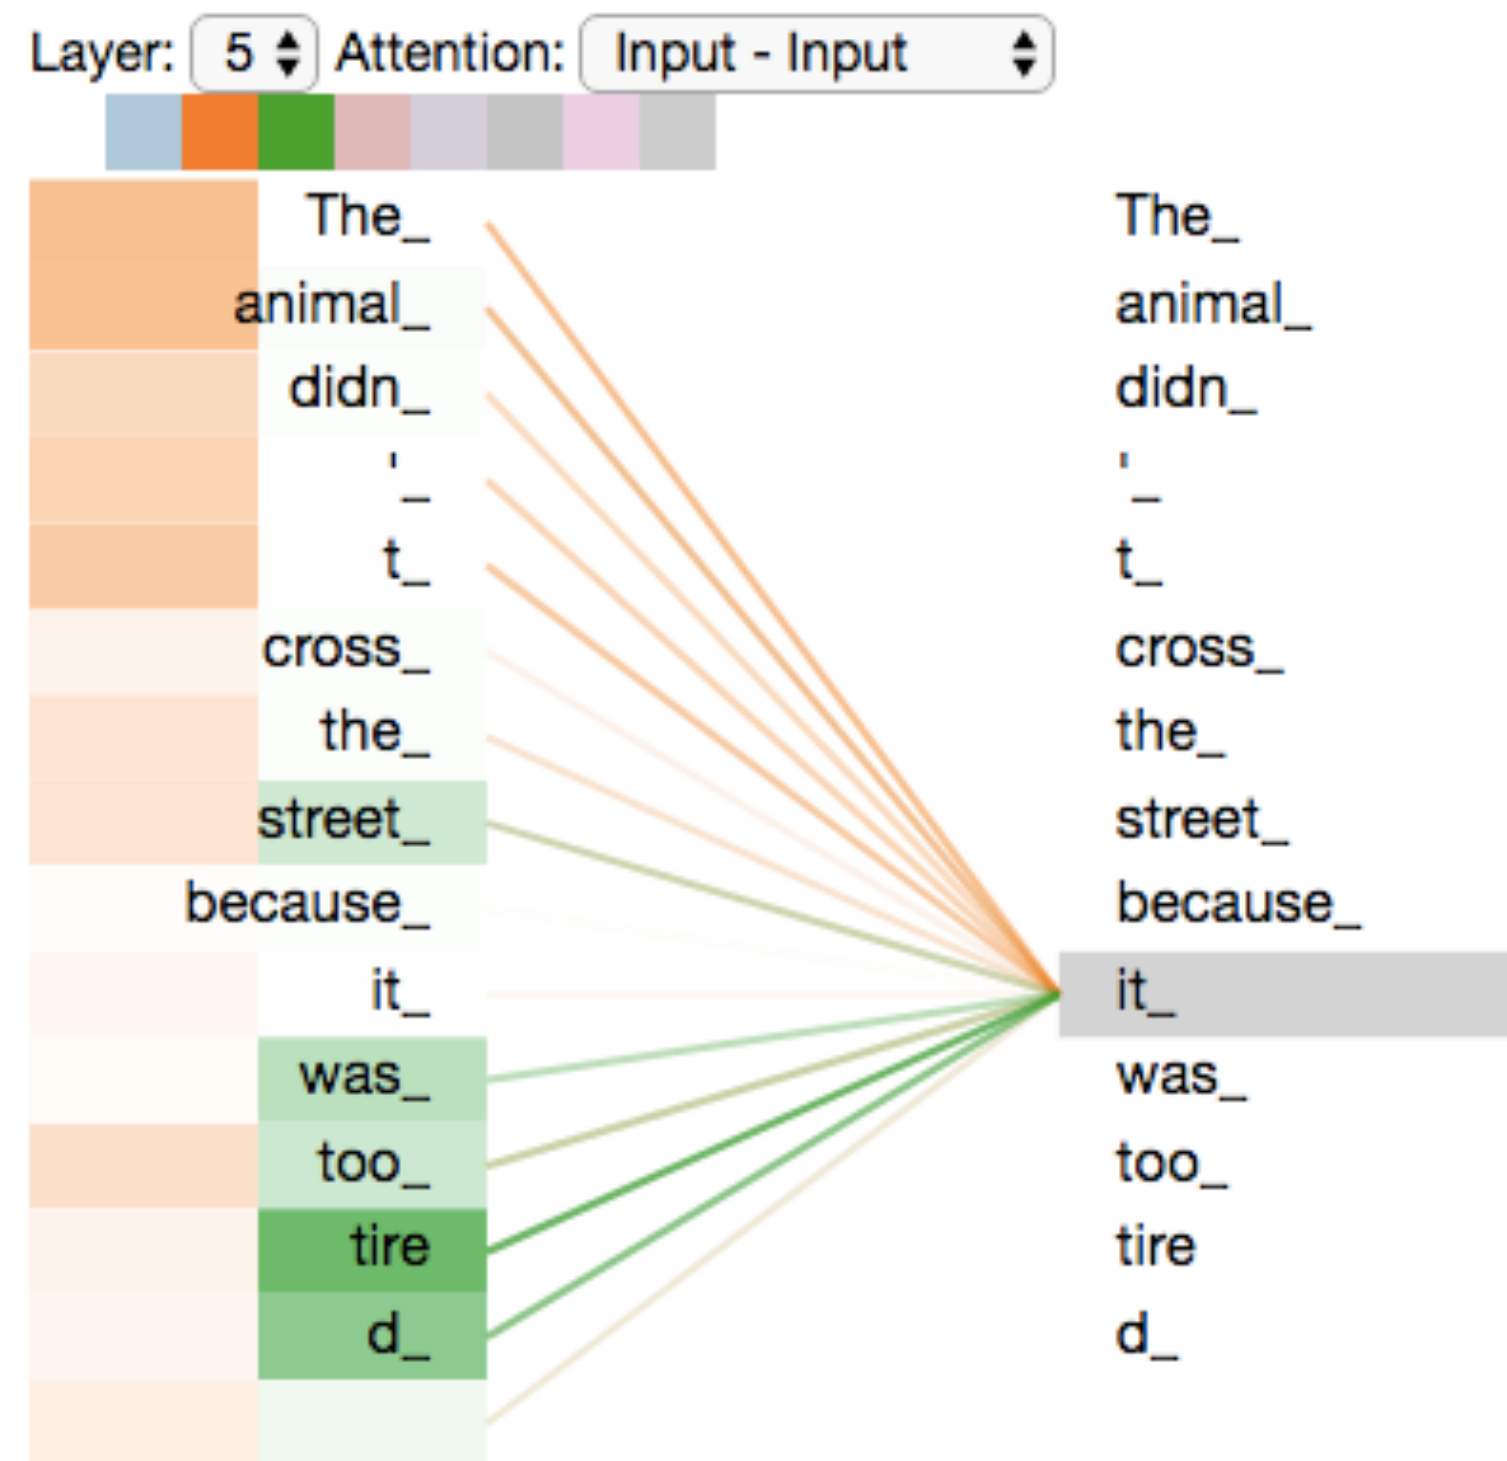 Layer: 5 Attention: Input - Input
The_ The_
animal_ animal_
didn_ didn_
'_ '_
t_ t_
cross_ cross_
the_ the_
street_ street_
because_ because_
it_ it_
was_ was_
too_ too_
tire tire
d_ d_